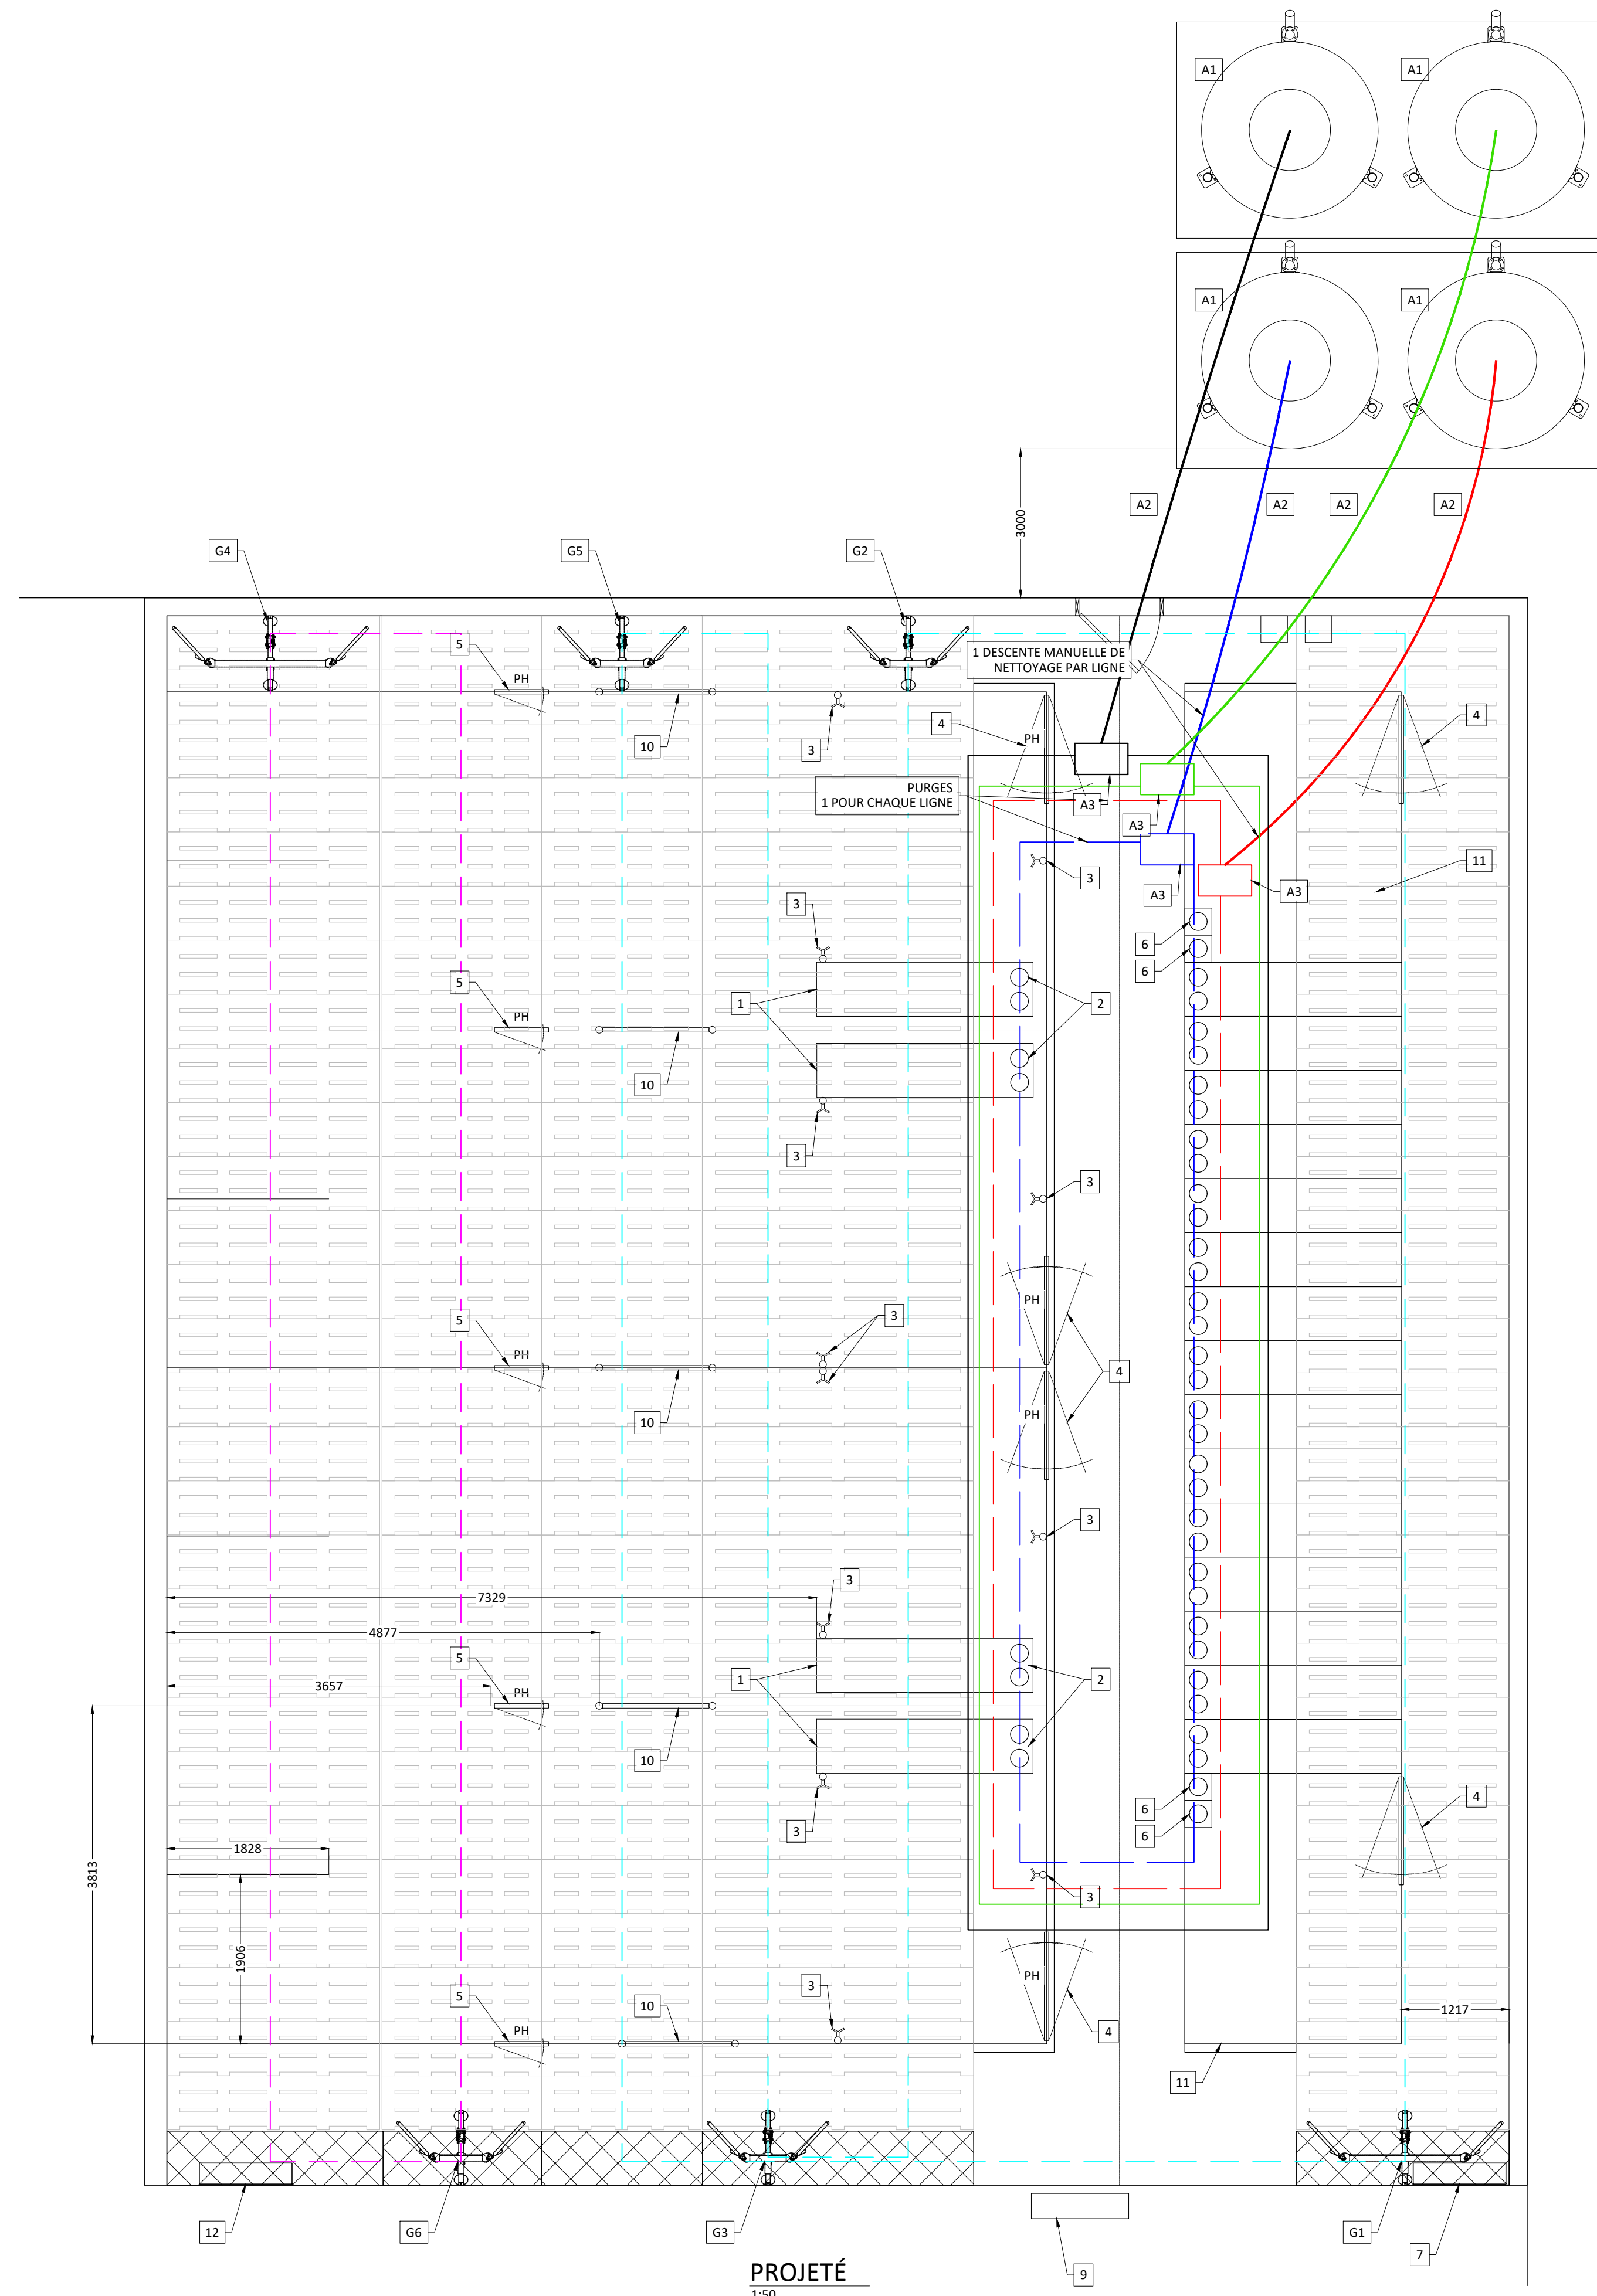 A1
A1
A1
A1
A2
A2
A2
A2
3000
G4
G5
G2
5
PH
10
3
1 DESCENTE MANUELLE DE
NETTOYAGE PAR LIGNE
4
PH
4
PURGES
1 POUR CHAQUE LIGNE
A3
A3
A3
A3
11
3
3
6
6
5
PH
1
2
10
3
3
3
5
PH
PH
4
PH
10
3
3
7329
4877
5
PH
3657
1
2
10
3
6
6
4
3813
1828
1906
3
5
PH
10
3
PH
4
1217
11
12
G6
G3
9
G1
7
PROJETÉ
1:50